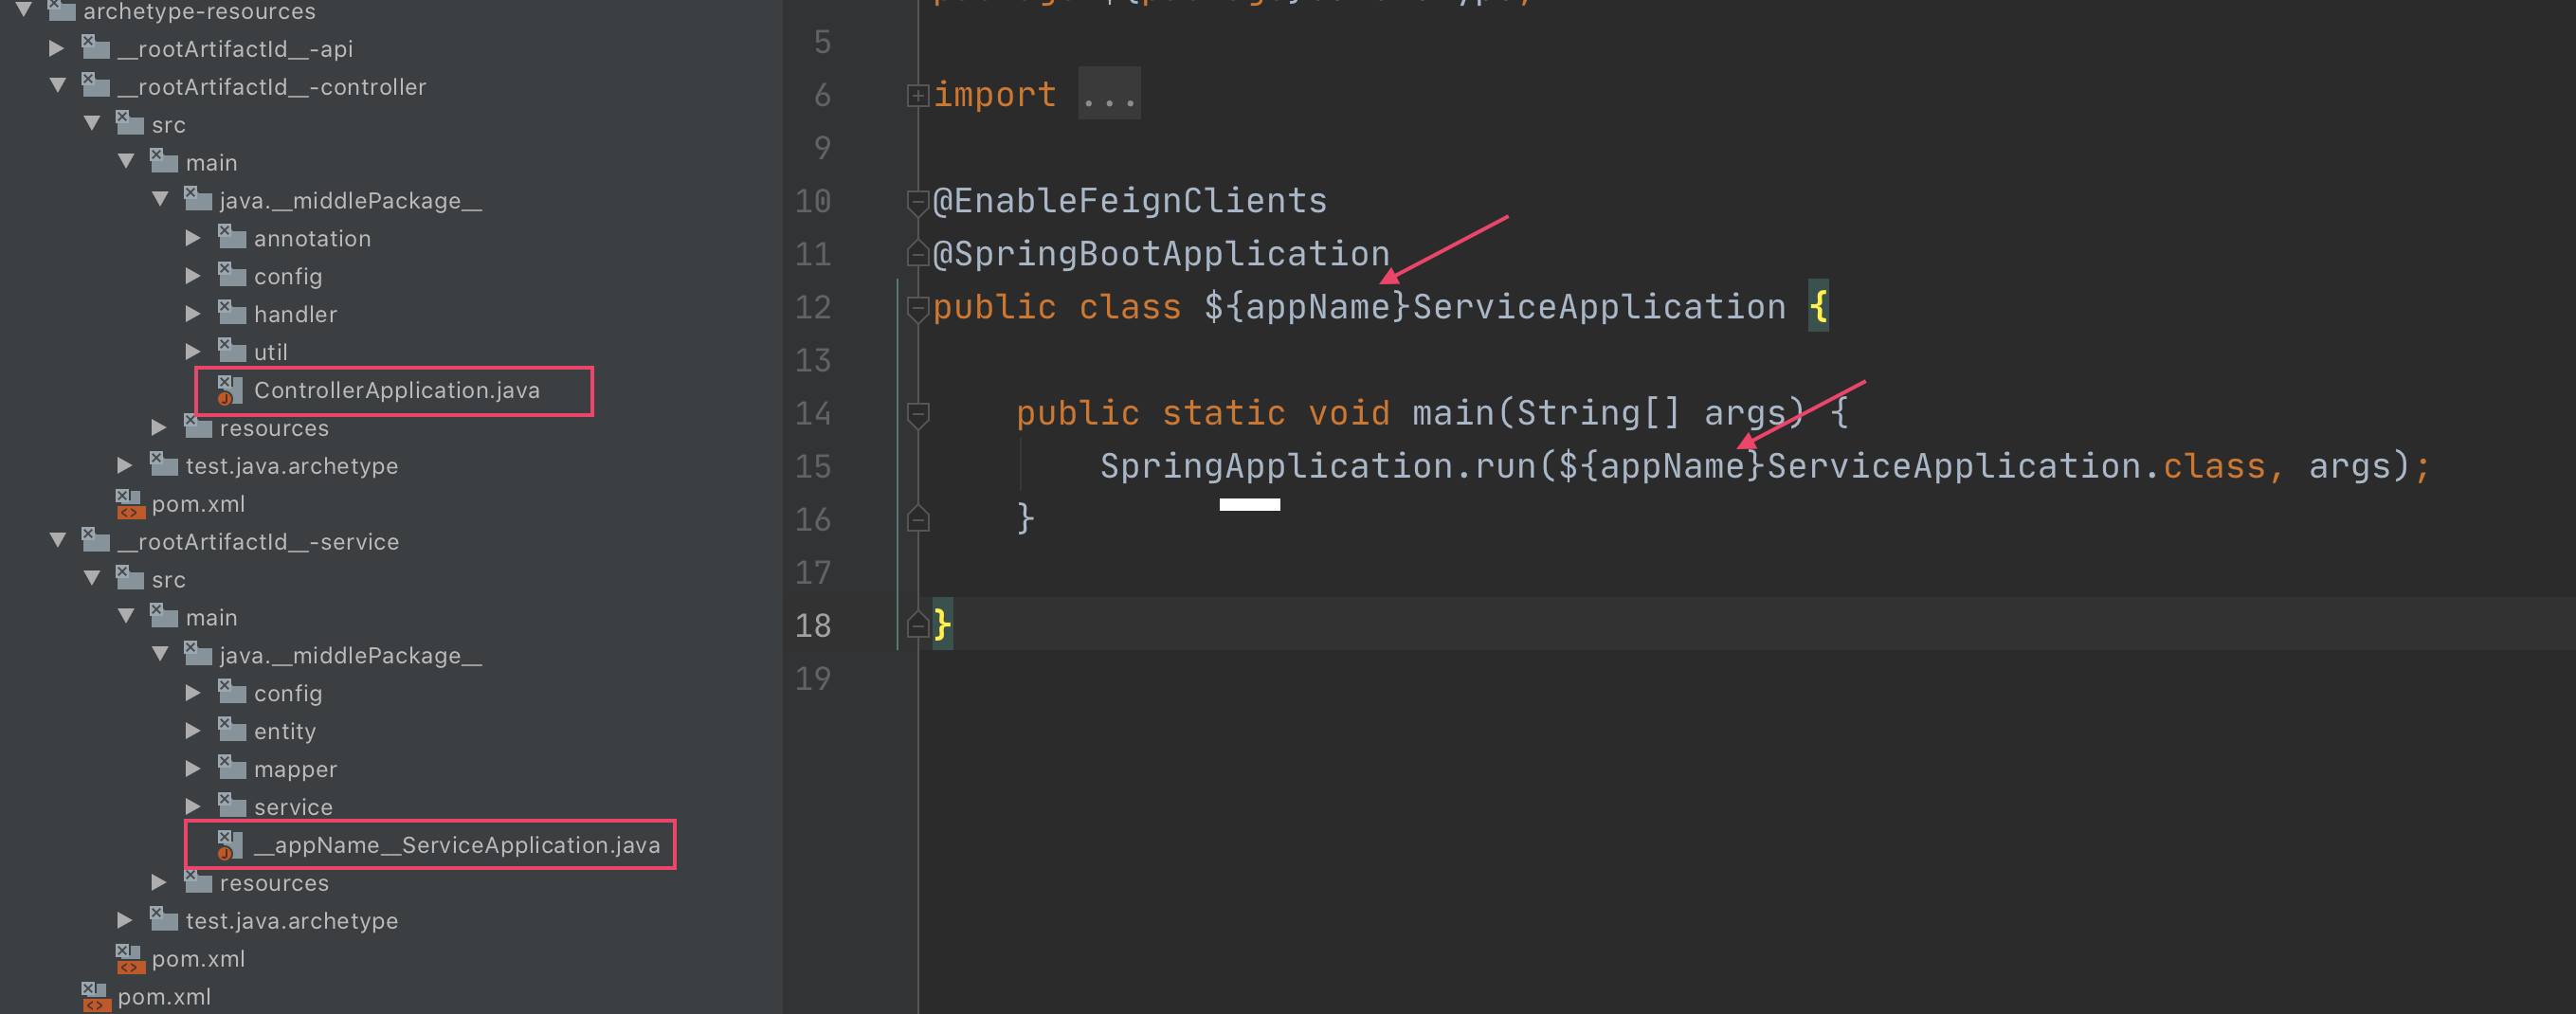 archetype-resources
__rootArtifactId__-api
__rootArtifactId__-controller
src
main
java.__middlePackage__
annotation
config
handler
util
ControllerApplication.java
resources
test.java.archetype
pom.xml
__rootArtifactId__-service
src
main
java.__middlePackage__
config
entity
mapper
service
__appName__ServiceApplication.java
resources
test.java.archetype
pom.xml
pom.xml
5
6 import ...
9
10 @EnableFeignClients
11 @SpringBootApplication
12 public class ${appName}ServiceApplication {
13
14 public static void main(String[] args) {
15 SpringApplication.run(${appName}ServiceApplication.class, args);
16 }
17
18 }
19